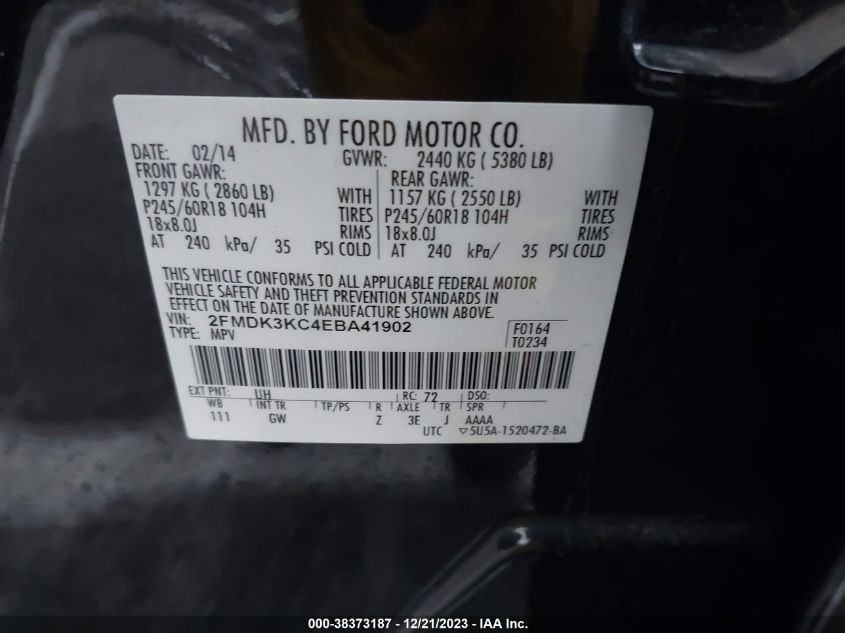 MFD. BY FORD MOTOR CO.
DATE: 02/14 GVWR: 2440 KG ( 5380 LB)
FRONT GAWR: REAR GAWR:
1297 KG ( 2860 LB) WITH 1157 KG ( 2550 LB) WITH
P245/60R18 104H TIRES P245/60R18 104H TIRES
18x8.0J RIMS 18x8.0J RIMS
AT 240 kPa/ 35 PSI COLD AT 240 kPa/ 35 PSI COLD
THIS VEHICLE CONFORMS TO ALL APPLICABLE FEDERAL MOTOR
VEHICLE SAFETY AND THEFT PREVENTION STANDARDS IN
EFFECT ON THE DATE OF MANUFACTURE SHOWN ABOVE.
VIN: 2FMDK3KC4EBA41902 F0164
TYPE: MPV T0234
EXT PNT: UH RC: 72 DSO:
WB INT TR TP/PS R AXLE TR SPR
111 GW Z 3E J AAAA
UTC ▽5U5A-1520472-BA
000-38373187 - 12/21/2023 - IMPACT AUTO AUCTIONS, INC.